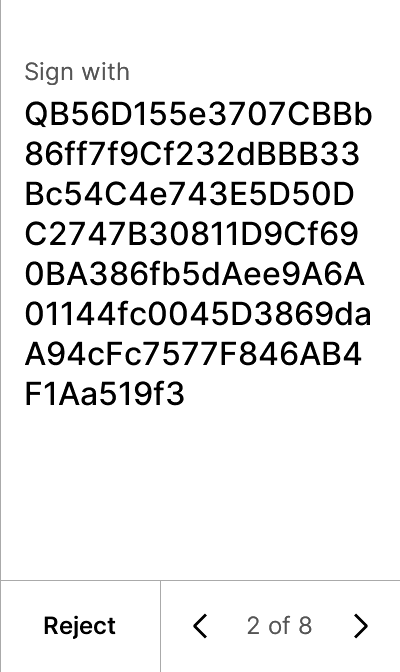 Sign with
QB56D155e3707CBBb
86ff7f9Cf232dBBB33
Bc54C4e743E5D50D
C2747B30811D9Cf69
0BA386fb5dAee9A6A
01144fc0045D3869da
A94cFc7577F846AB4
F1Aa519f3
Reject
2 of 8